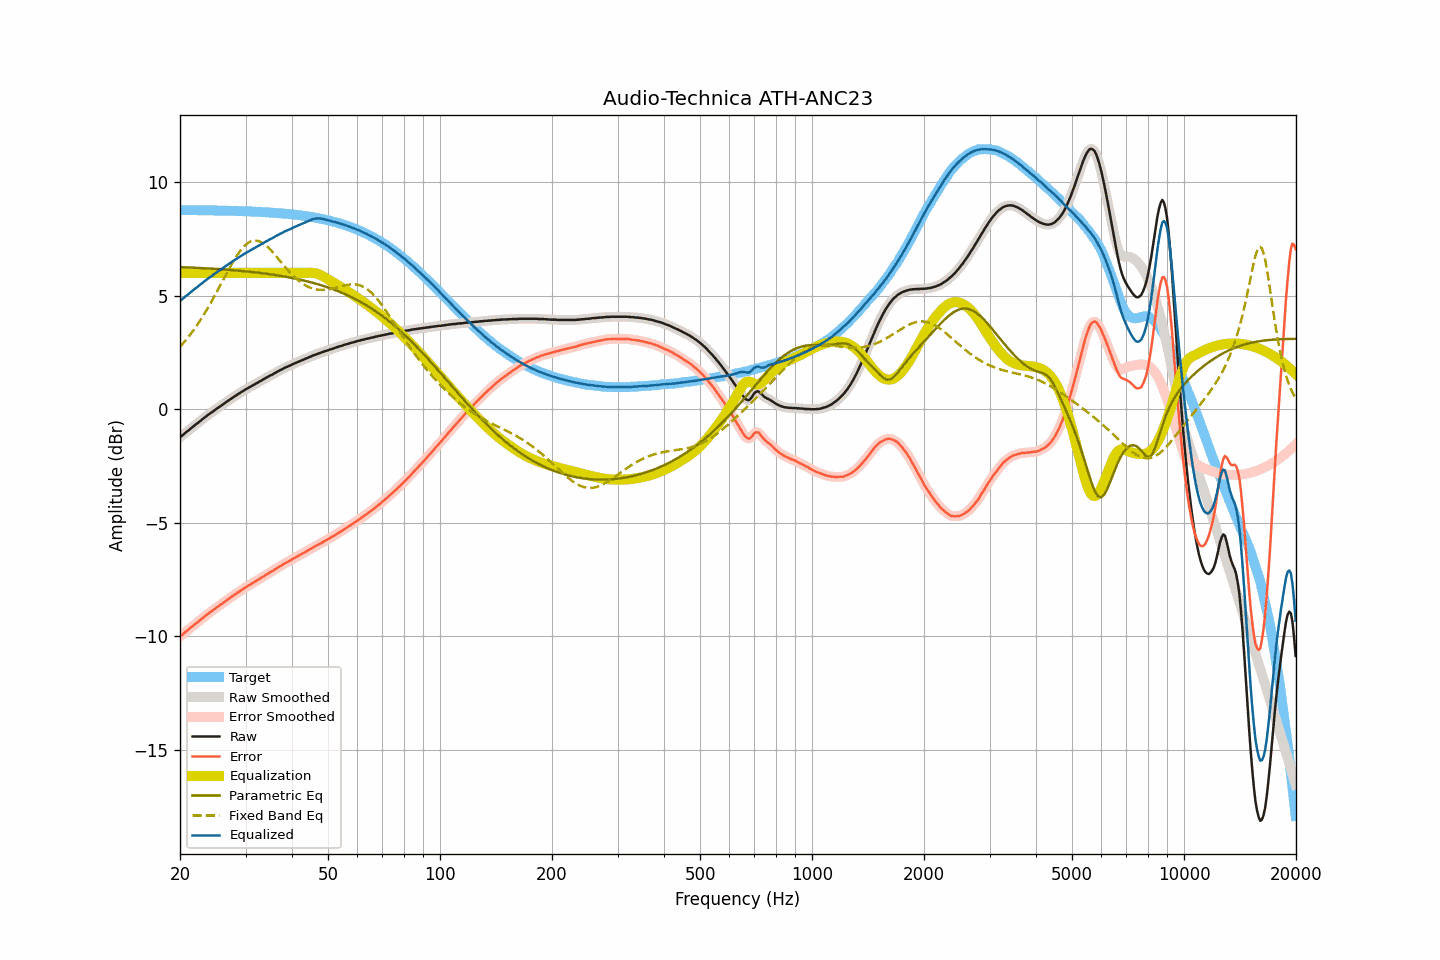 Audio-Technica ATH-ANC23
10
5
0
−5
−10
−15
Amplitude (dBr)
Target
Raw Smoothed
Error Smoothed
Raw
Error
Equalization
Parametric Eq
Fixed Band Eq
Equalized
20 50 100 200 500 1000 2000 5000 10000 20000
Frequency (Hz)